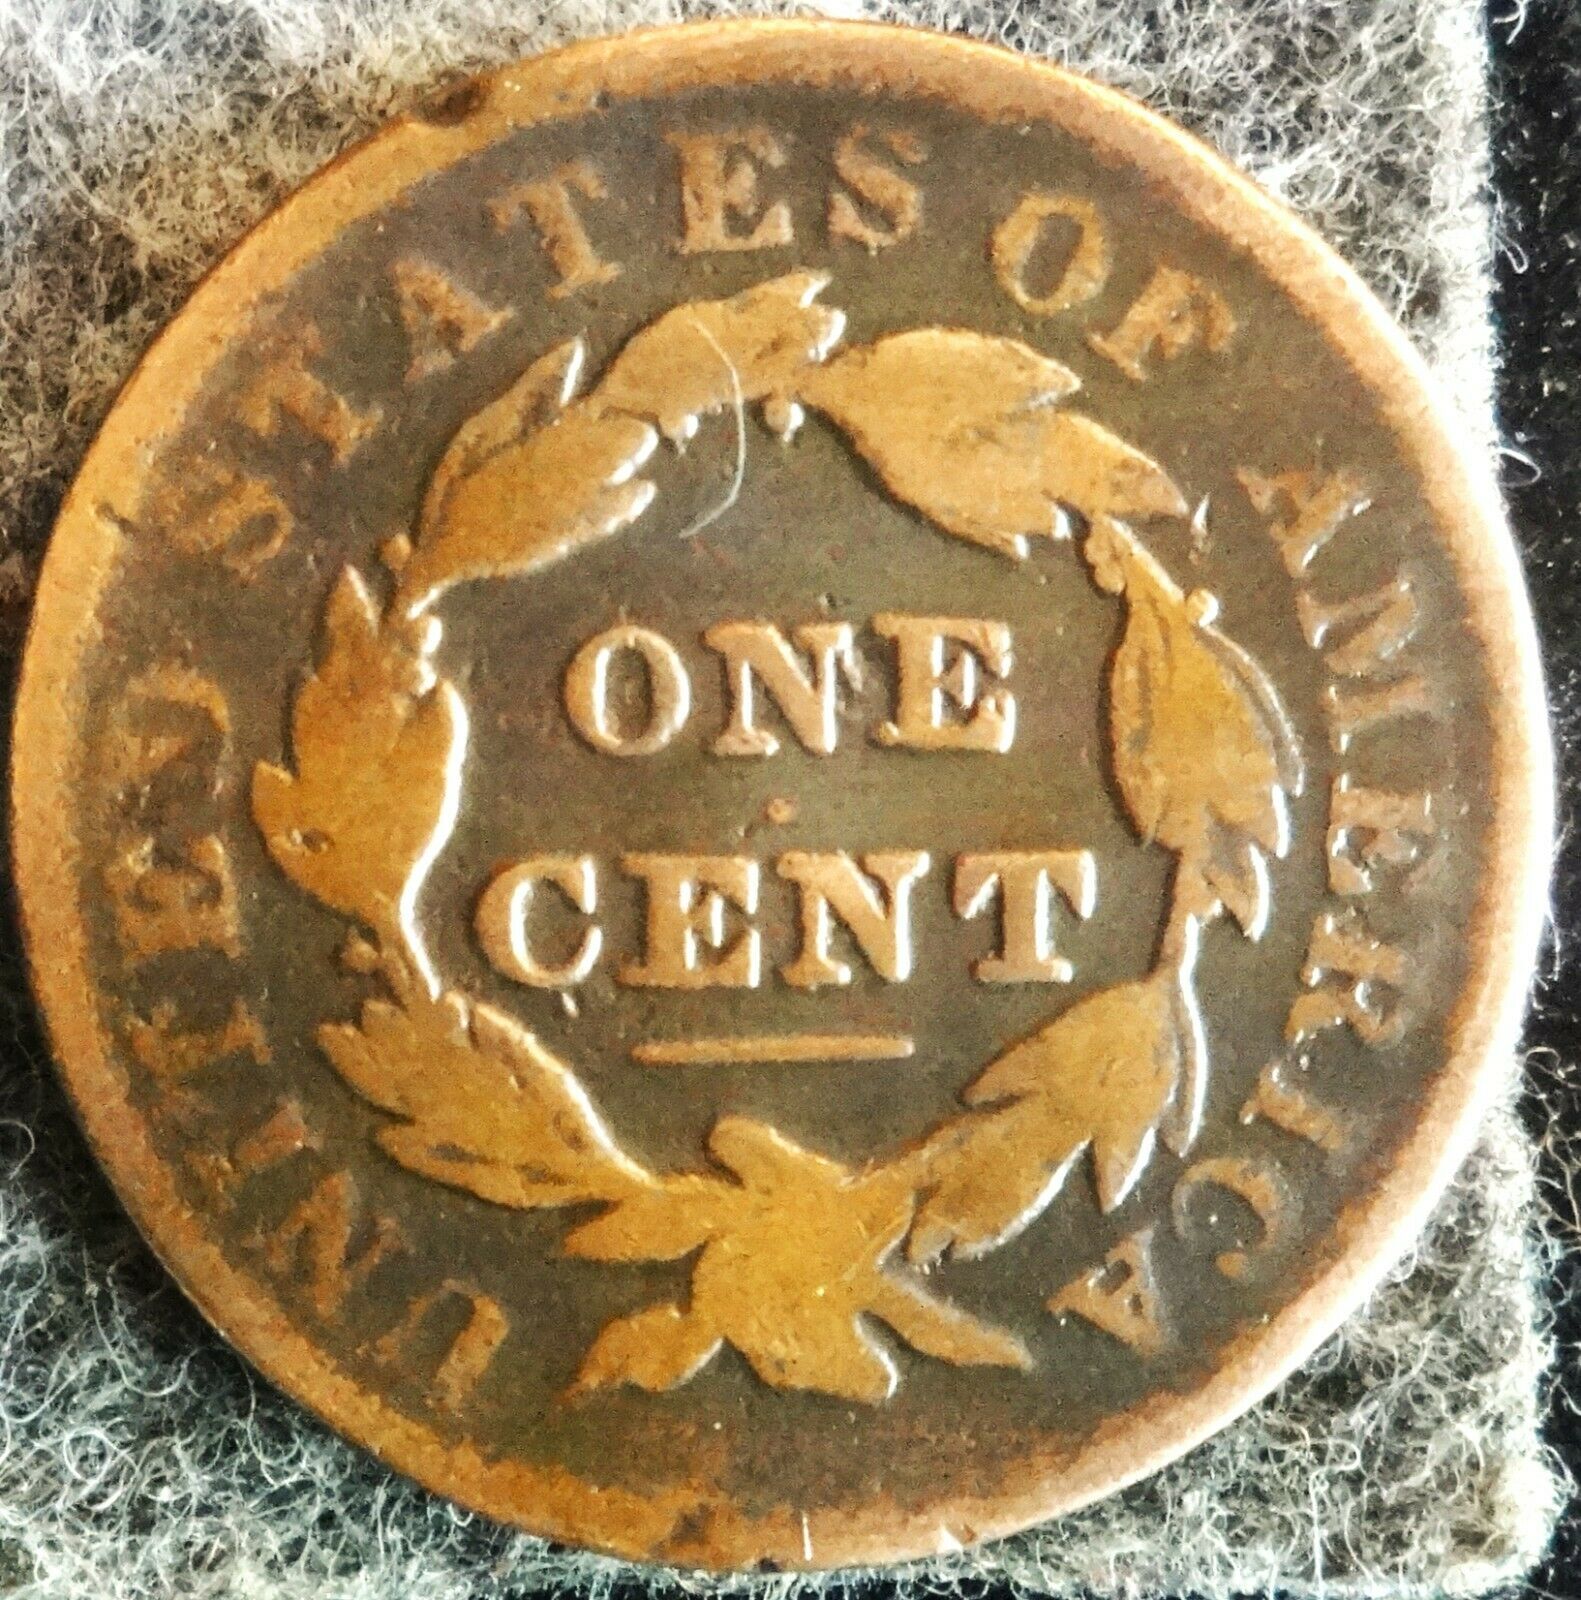 UNITED STATES OF AMERICA
ONE
CENT